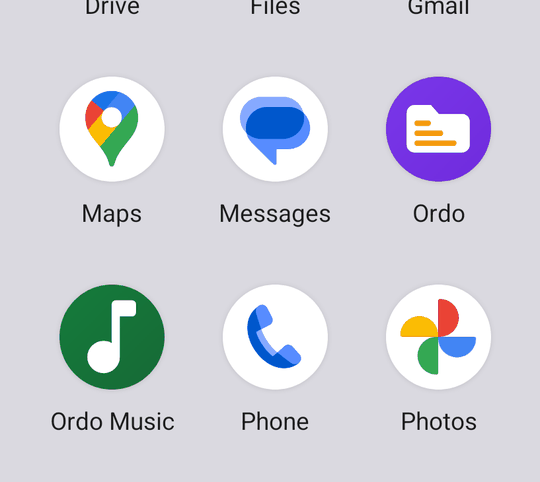 Drive
Files
Gmail
Maps
Messages
Ordo
Ordo Music
Phone
Photos